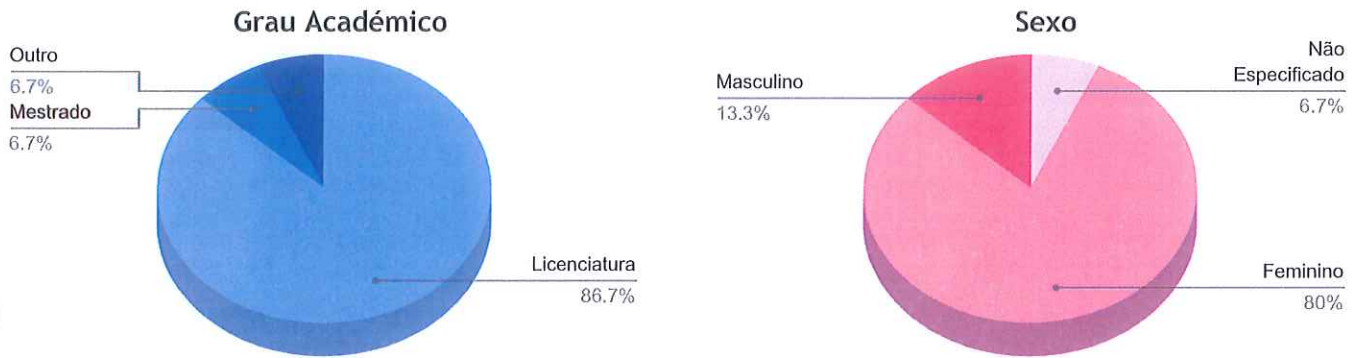 Grau Académico
Outro
6.7%
Mestrado
6.7%
Licenciatura
86.7%
Sexo
Masculino
13.3%
Não
Especificado
6.7%
Feminino
80%